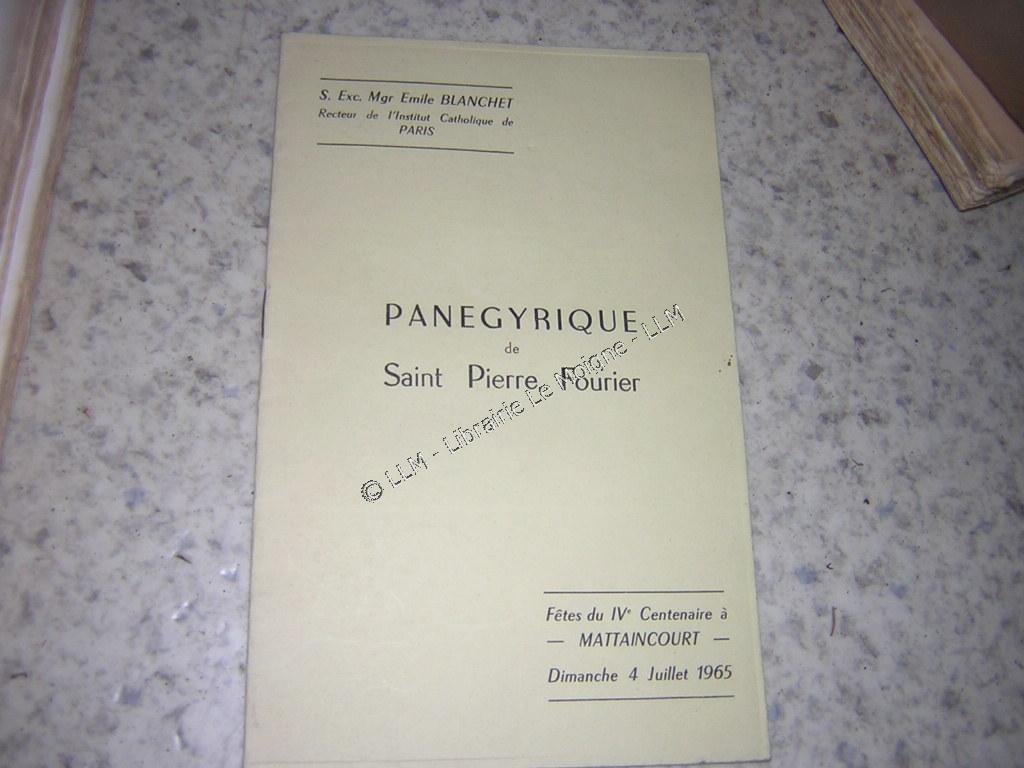 S. Exc. Mgr Emile BLANCHET
Recteur de l'Institut Catholique de
PARIS
PANEGYRIQUE
de
Saint Pierre Fourier
© LLM - Librairie Le Moigne - LLM
Fêtes du IVe Centenaire à
— MATTAINCOURT —
Dimanche 4 Juillet 1965